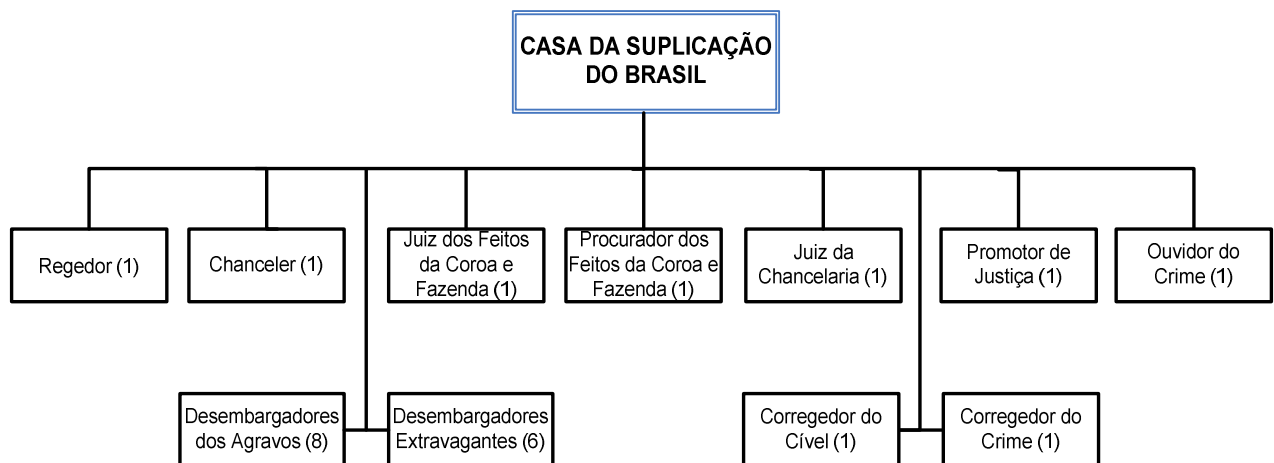 CASA DA SUPLICAÇÃO
DO BRASIL
Regedor (1)
Chanceler (1)
Juiz dos Feitos
da Coroa e
Fazenda (1)
Procurador dos
Feitos da Coroa e
Fazenda (1)
Juiz da
Chancelaria (1)
Promotor de
Justiça (1)
Ouvidor do
Crime (1)
Desembargadores
dos Agravos (8)
Desembargadores
Extravagantes (6)
Corregedor do
Cível (1)
Corregedor do
Crime (1)